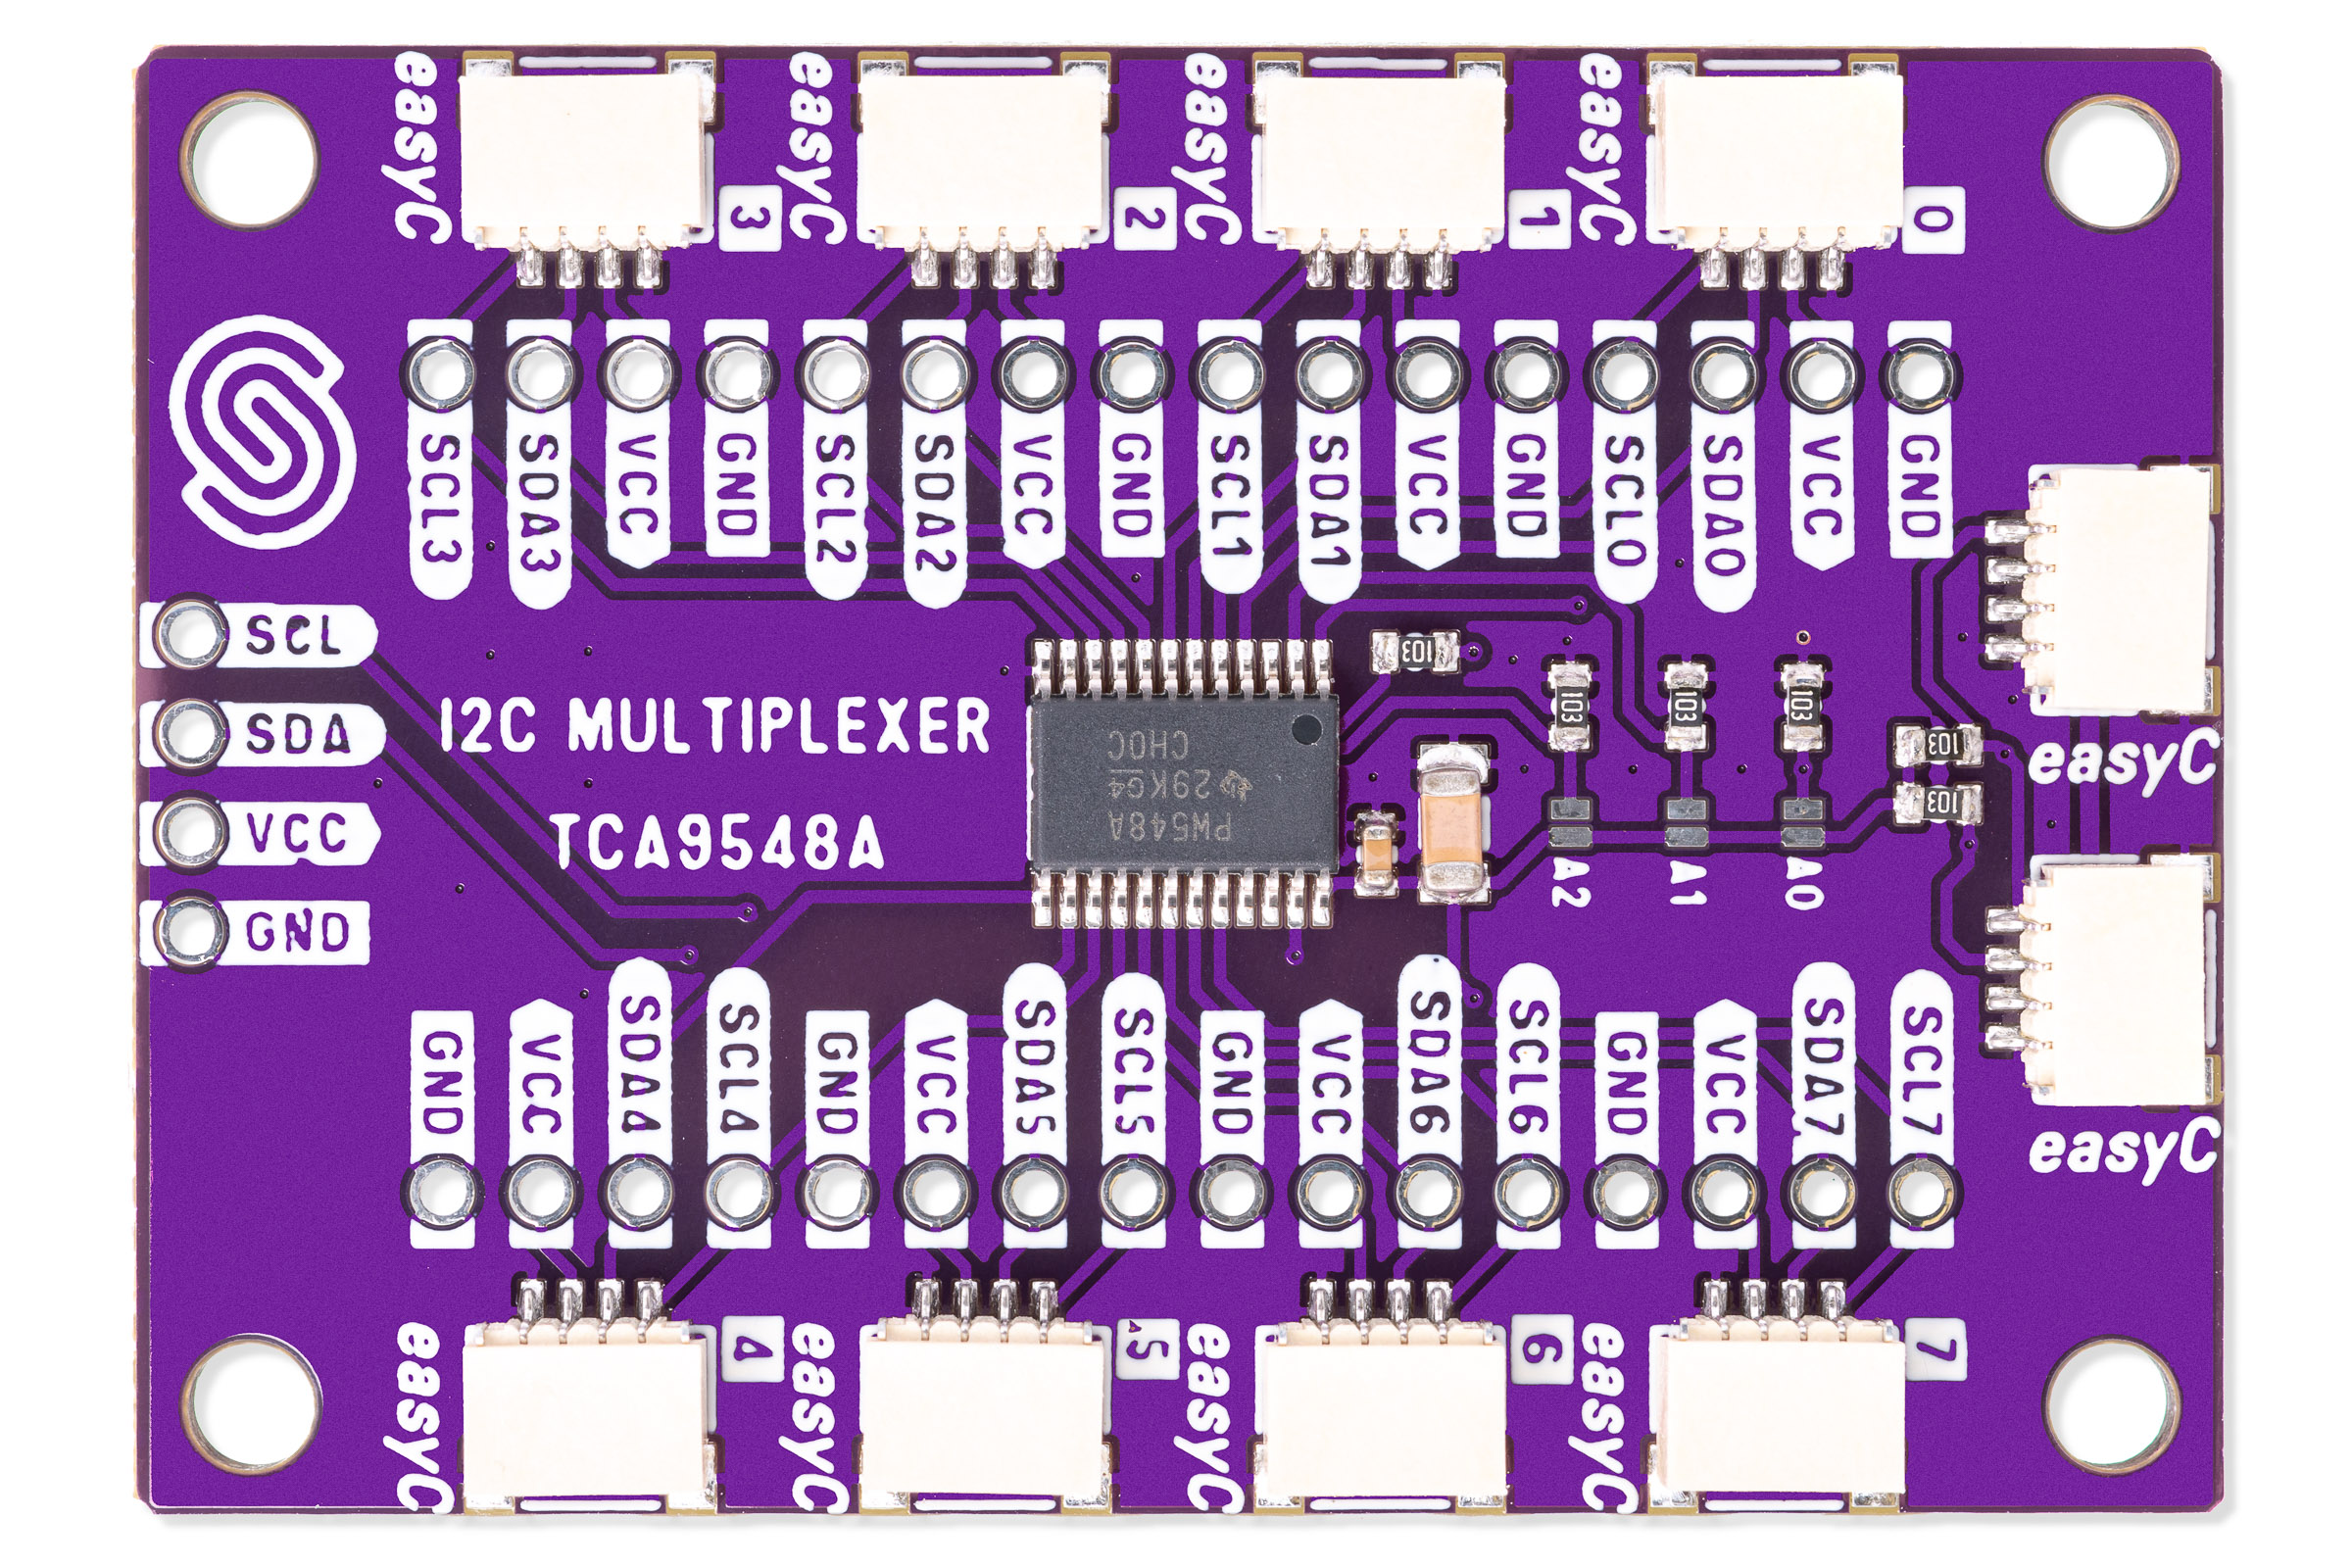 easyC
3
easyC
2
easyC
1
easyC
0
SCL3
SDA3
VCC
GND
SCL2
SDA2
VCC
GND
SCL1
SDA1
VCC
GND
SCL0
SDA0
VCC
GND
SCL
SDA
VCC
GND
I2C MULTIPLEXER
TCA9548A
PW548A
29KG4
CH0C
103
103
103
103
103
103
A2
A1
A0
easyC
easyC
GND
VCC
SDA4
SCL4
GND
VCC
SDA5
SCL5
GND
VCC
SDA6
SCL6
GND
VCC
SDA7
SCL7
easyC
4
easyC
5
easyC
6
easyC
7